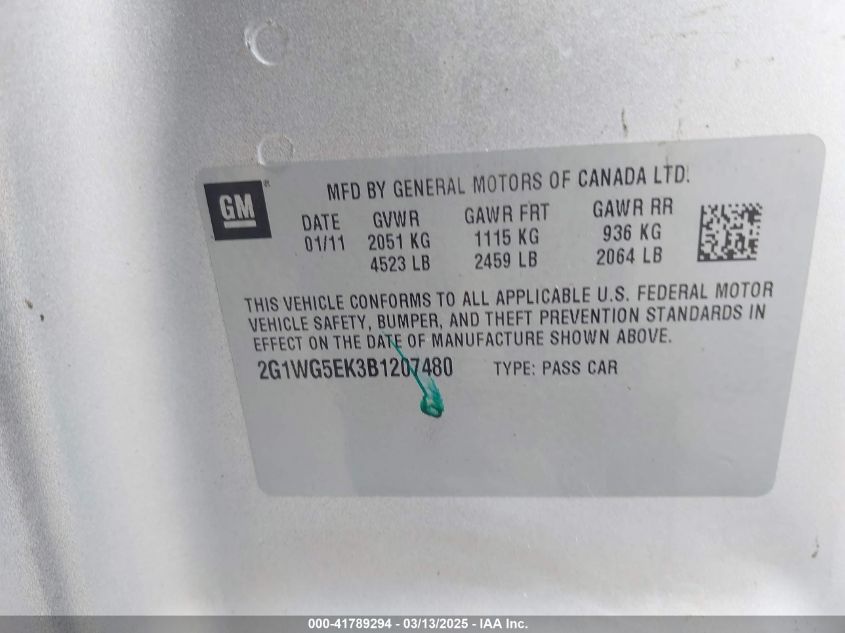 GM
MFD BY GENERAL MOTORS OF CANADA LTD.
DATE GVWR GAWR FRT GAWR RR
01/11 2051 KG 1115 KG 936 KG
4523 LB 2459 LB 2064 LB
THIS VEHICLE CONFORMS TO ALL APPLICABLE U.S. FEDERAL MOTOR
VEHICLE SAFETY, BUMPER, AND THEFT PREVENTION STANDARDS IN
EFFECT ON THE DATE OF MANUFACTURE SHOWN ABOVE.
2G1WG5EK3B1207480 TYPE: PASS CAR
000-41789294 - 03/13/2025 - IAA Inc.